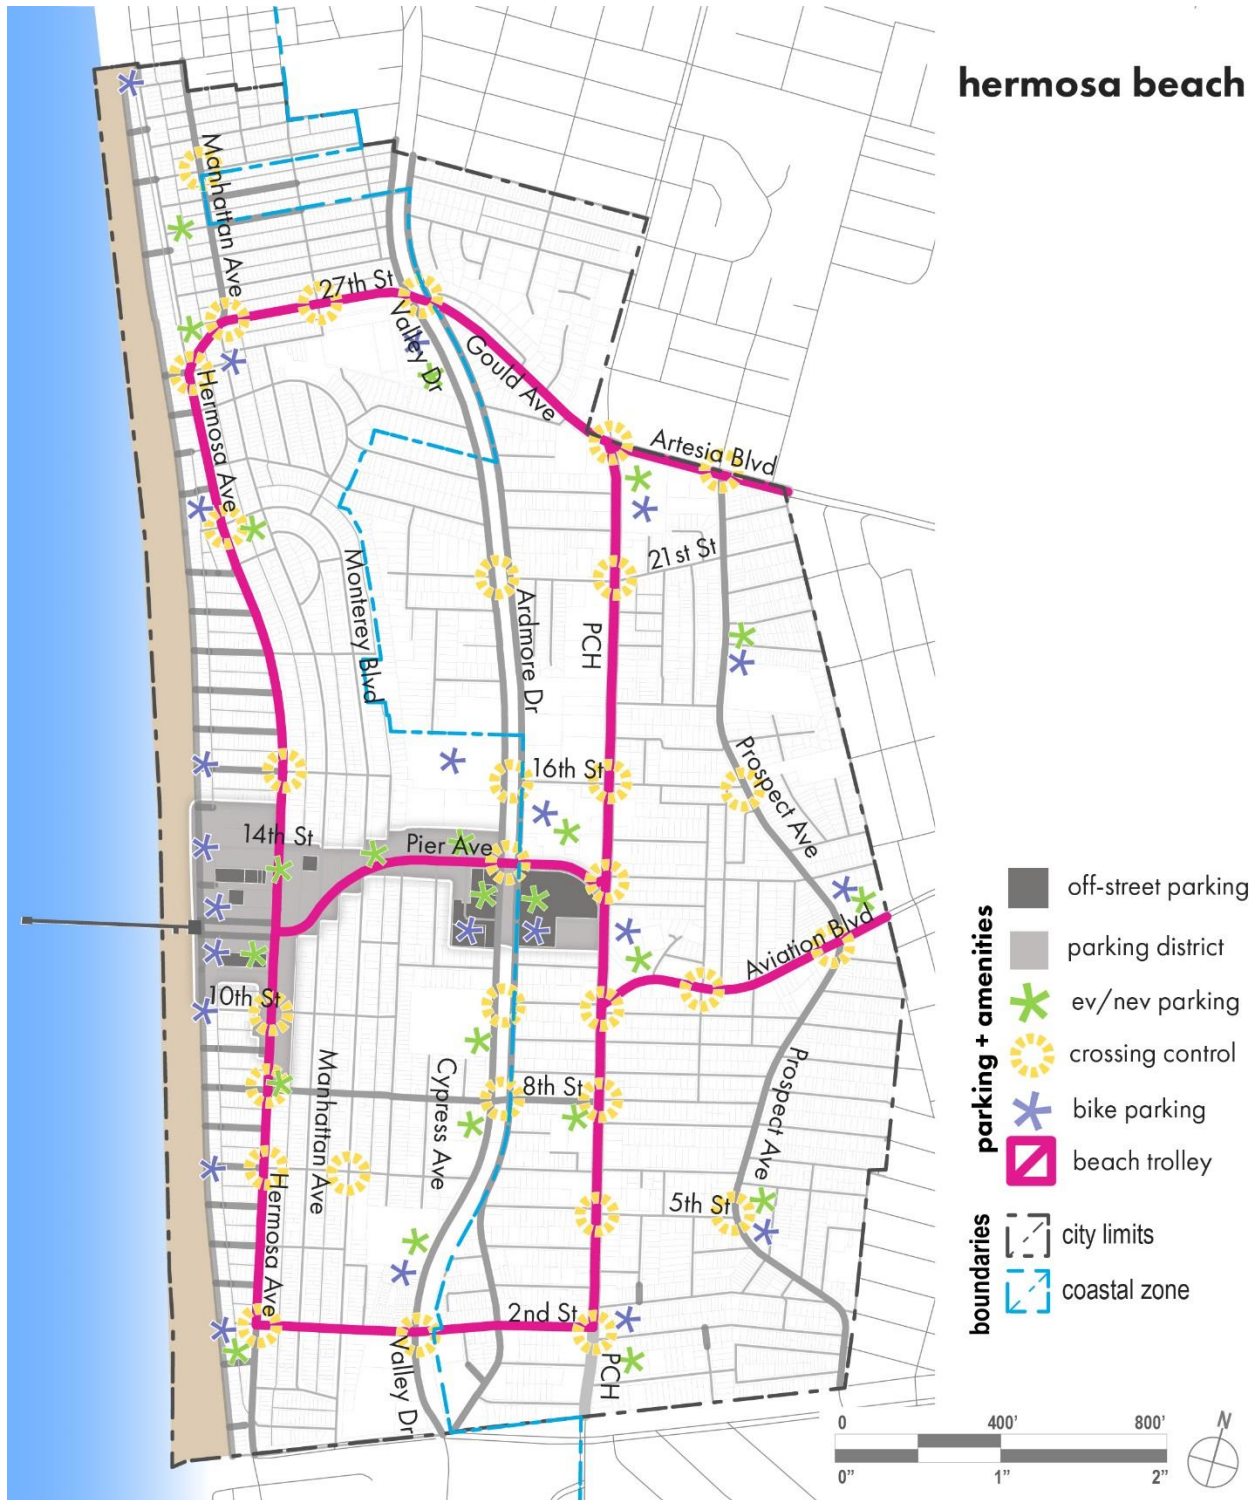 hermosa beach
Manhattan Ave
27th St
Valley Dr
Gould Ave
Hermosa Ave
Artesia Blvd
21st St
Monterey Blvd
Ardmore Dr
PCH
16th St
Prospect Ave
14th St
Pier Ave
Aviation Blvd
10th St
Manhattan Ave
Cypress Ave
8th St
Prospect Ave
5th St
Hermosa Ave
2nd St
Valley Dr
PCH
parking + amenities
off-street parking
parking district
ev/nev parking
crossing control
bike parking
beach trolley
boundaries
city limits
coastal zone
0 400' 800'
0" 1" 2"
N